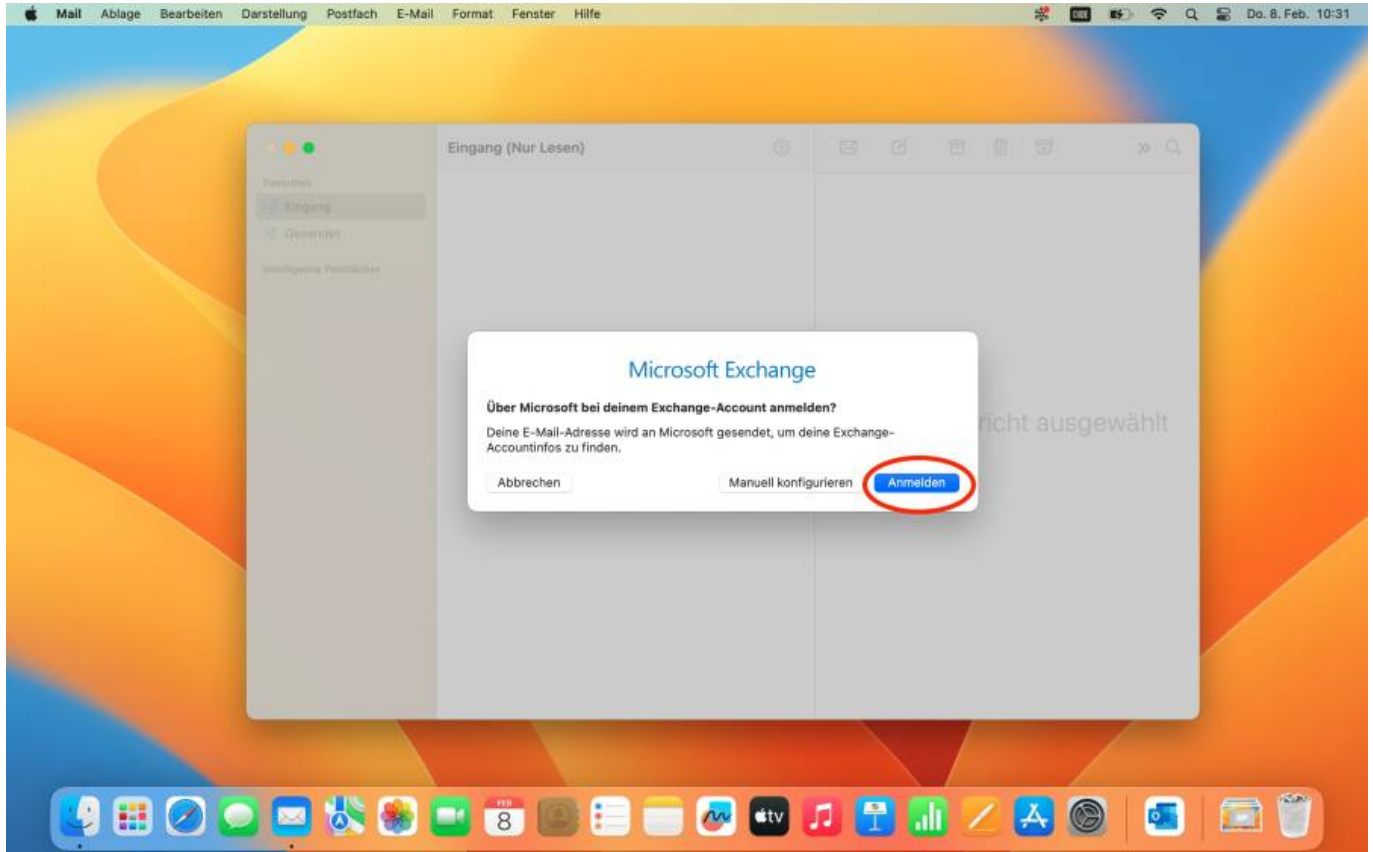 Mail Ablage Bearbeiten Darstellung Postfach E-Mail Format Fenster Hilfe
Do. 8. Feb. 10:31
Eingang (Nur Lesen)
Favoriten
Eingang
Gesendet
Intelligente Postfächer
richt ausgewählt
Microsoft Exchange
Über Microsoft bei deinem Exchange-Account anmelden?
Deine E-Mail-Adresse wird an Microsoft gesendet, um deine Exchange-
Accountinfos zu finden.
Abbrechen
Manuell konfigurieren
Anmelden
FEB
8
tv